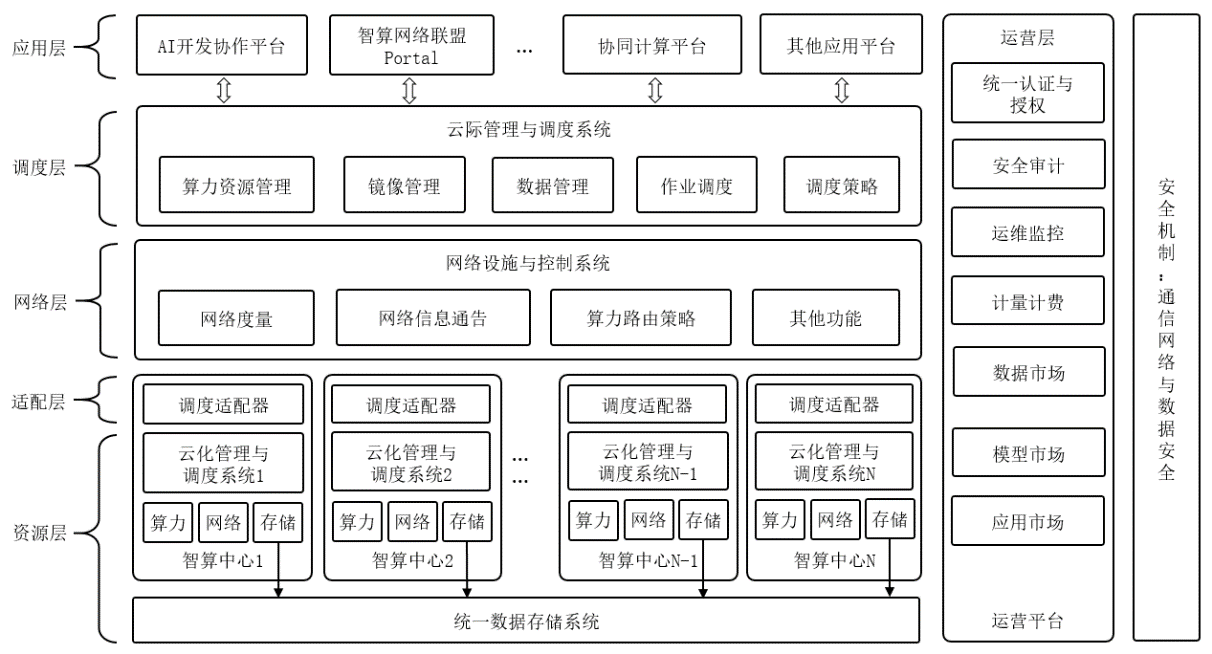 应用层
AI开发协作平台
智算网络联盟
Portal
...
协同计算平台
其他应用平台
调度层
云际管理与调度系统
算力资源管理
镜像管理
数据管理
作业调度
调度策略
网络层
网络设施与控制系统
网络度量
网络信息通告
算力路由策略
其他功能
适配层
调度适配器
调度适配器
调度适配器
调度适配器
资源层
云化管理与
调度系统1
云化管理与
调度系统2
...
...
云化管理与
调度系统N-1
云化管理与
调度系统N
算力
网络
存储
算力
网络
存储
算力
网络
存储
算力
网络
存储
智算中心1
智算中心2
智算中心N-1
智算中心N
统一数据存储系统
运营层
统一认证与
授权
安全审计
运维监控
计量计费
数据市场
模型市场
应用市场
运营平台
安全机制：通信网络与数据安全